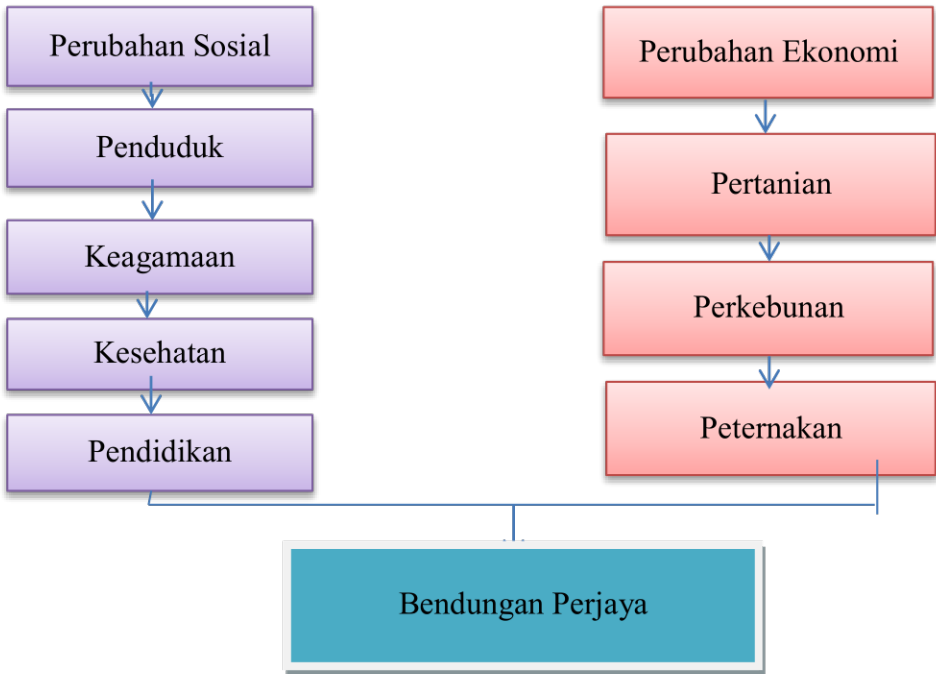 Perubahan Sosial
Penduduk
Keagamaan
Kesehatan
Pendidikan
Perubahan Ekonomi
Pertanian
Perkebunan
Peternakan
Bendungan Perjaya